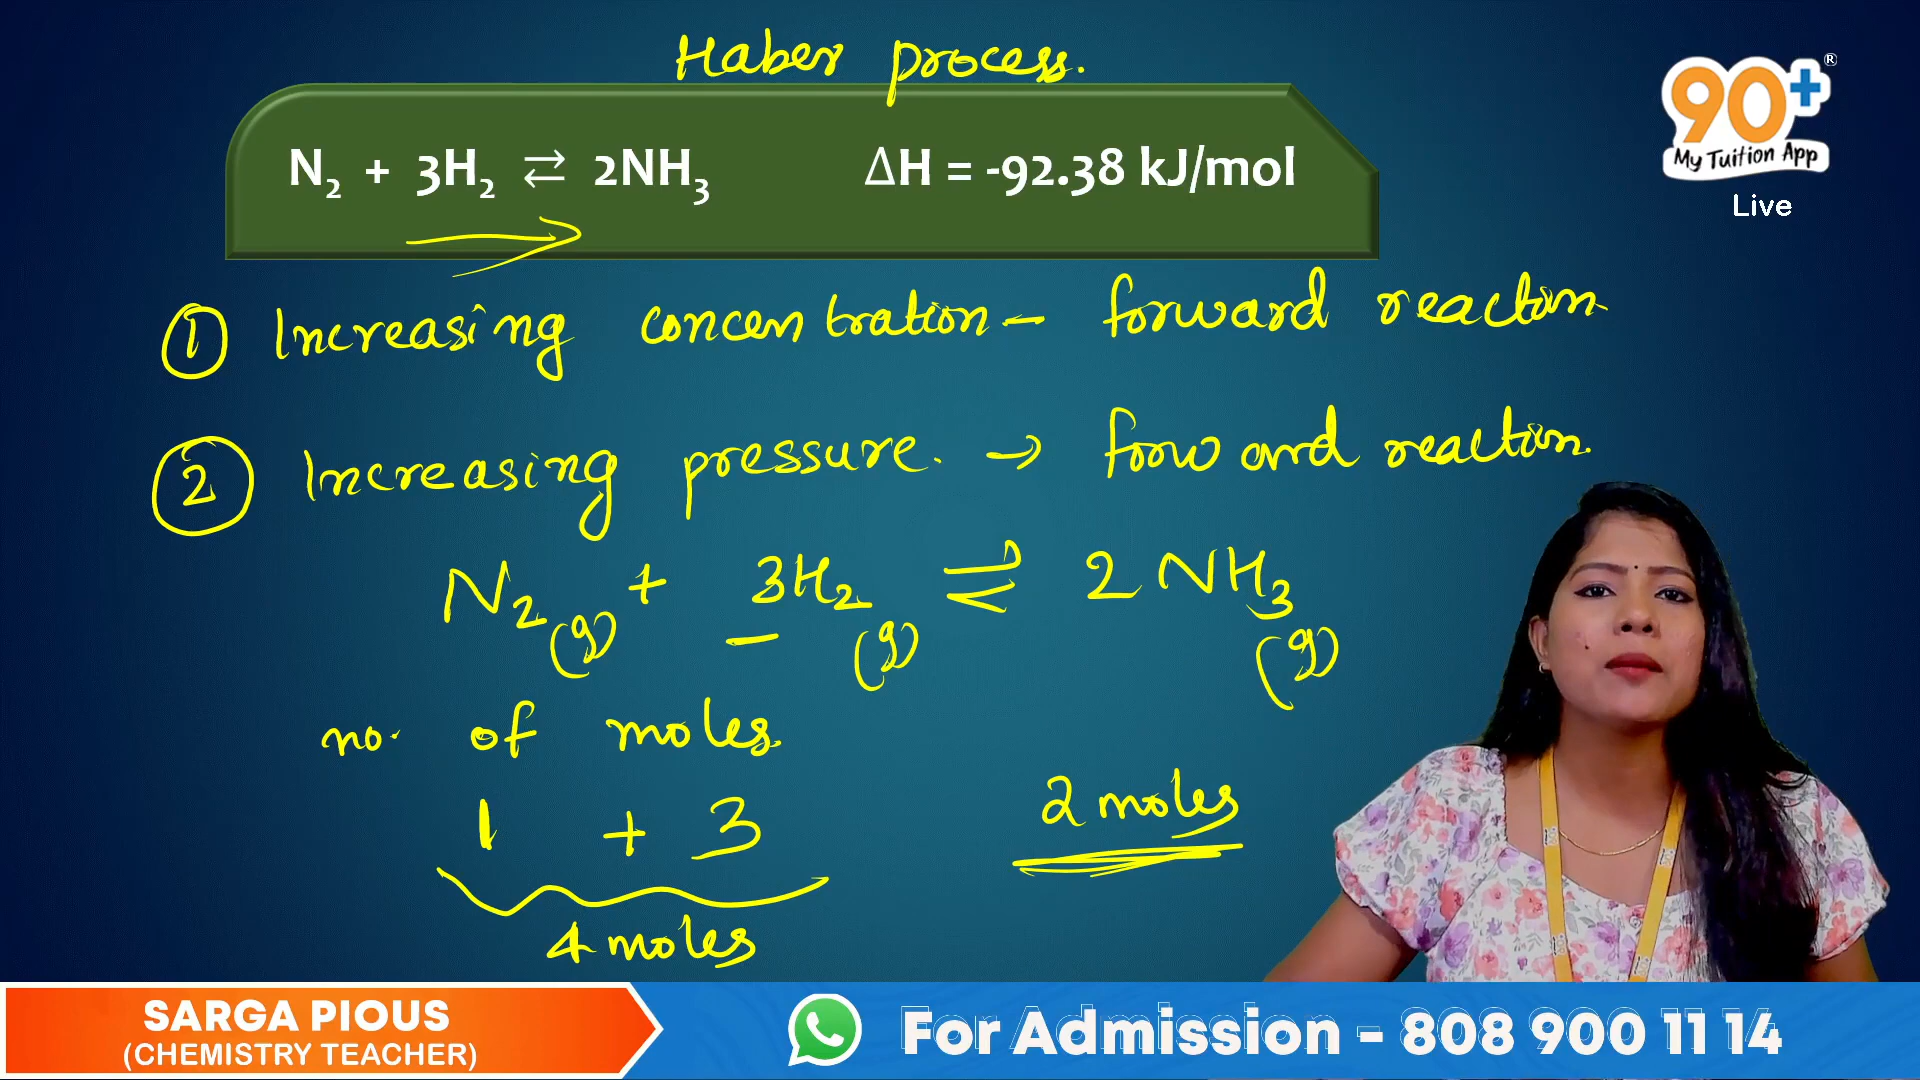 Haber process.
90+®
My Tuition App
Live
N₂ + 3H₂ ⇄ 2NH₃ ΔH = -92.38 kJ/mol
① Increasing concentration – forward reaction
② Increasing pressure. → forward reaction.
N₂(g) + 3H₂(g) ⇌ 2NH₃(g)
no. of moles.
1 + 3 2 moles
4 moles
SARGA PIOUS
(CHEMISTRY TEACHER)
For Admission - 808 900 11 14